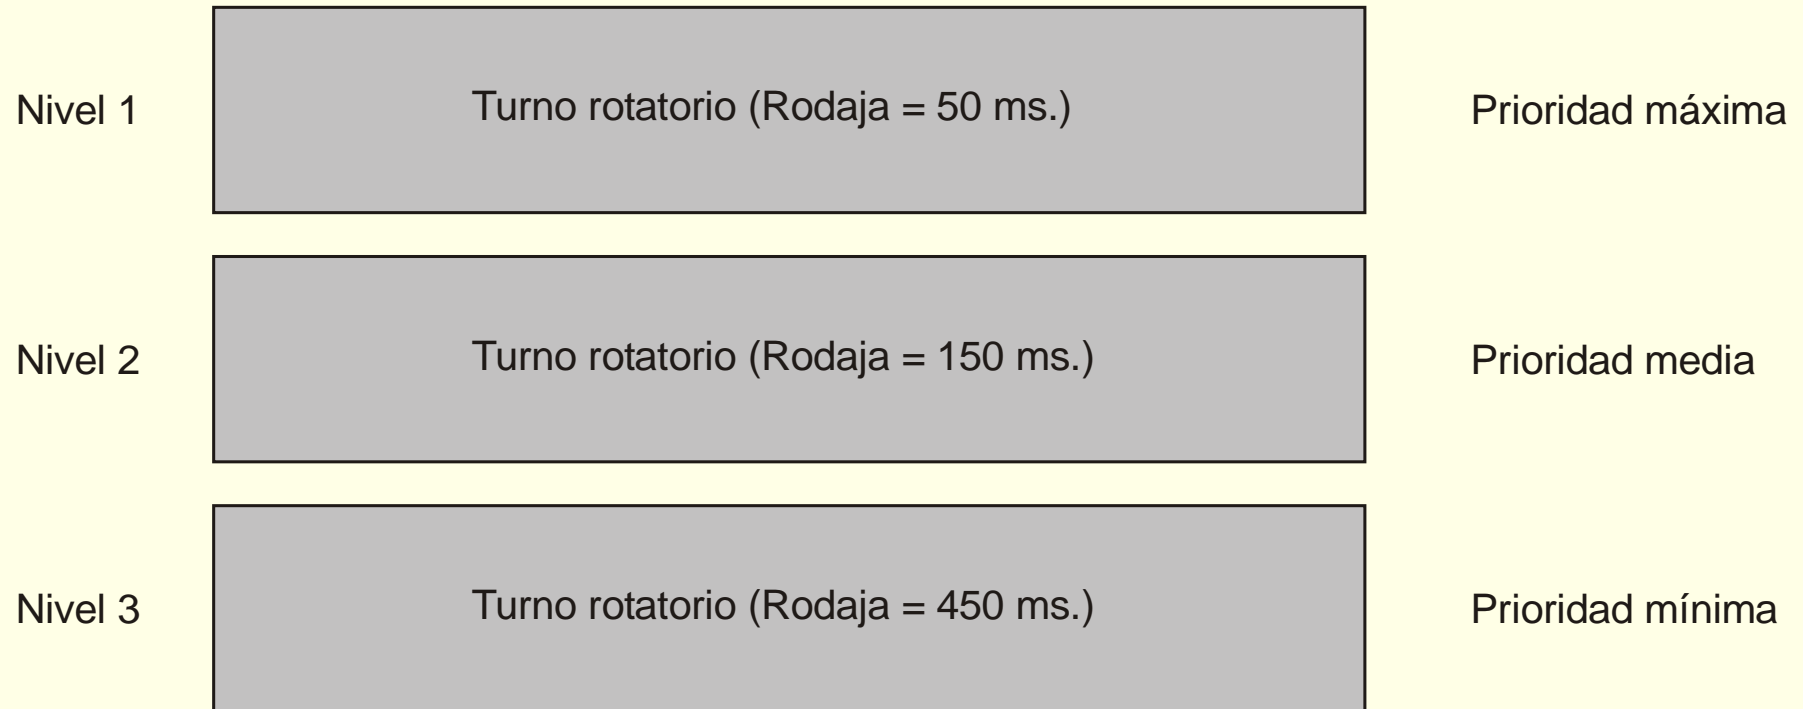 Nivel 1 Turno rotatorio (Rodaja = 50 ms.) Prioridad máxima
Nivel 2 Turno rotatorio (Rodaja = 150 ms.) Prioridad media
Nivel 3 Turno rotatorio (Rodaja = 450 ms.) Prioridad mínima